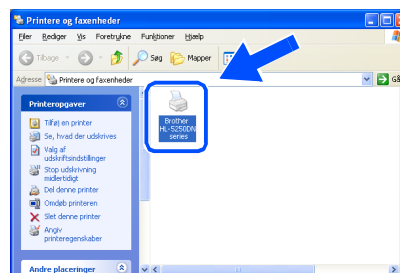 Printere og faxenheder
Filer Rediger Vis Foretrukne Funktioner Hjælp
Tilbage Søg Mapper
Adresse Printere og faxenheder Gå
Printeropgaver
Tilføj en printer
Se, hvad der udskrives
Valg af
udskriftsindstillinger
Stop udskrivning
midlertidigt
Del denne printer
Omdøb printeren
Slet denne printer
Angiv
printeregenskaber
Andre placeringer
Brother
HL-5250DN
series